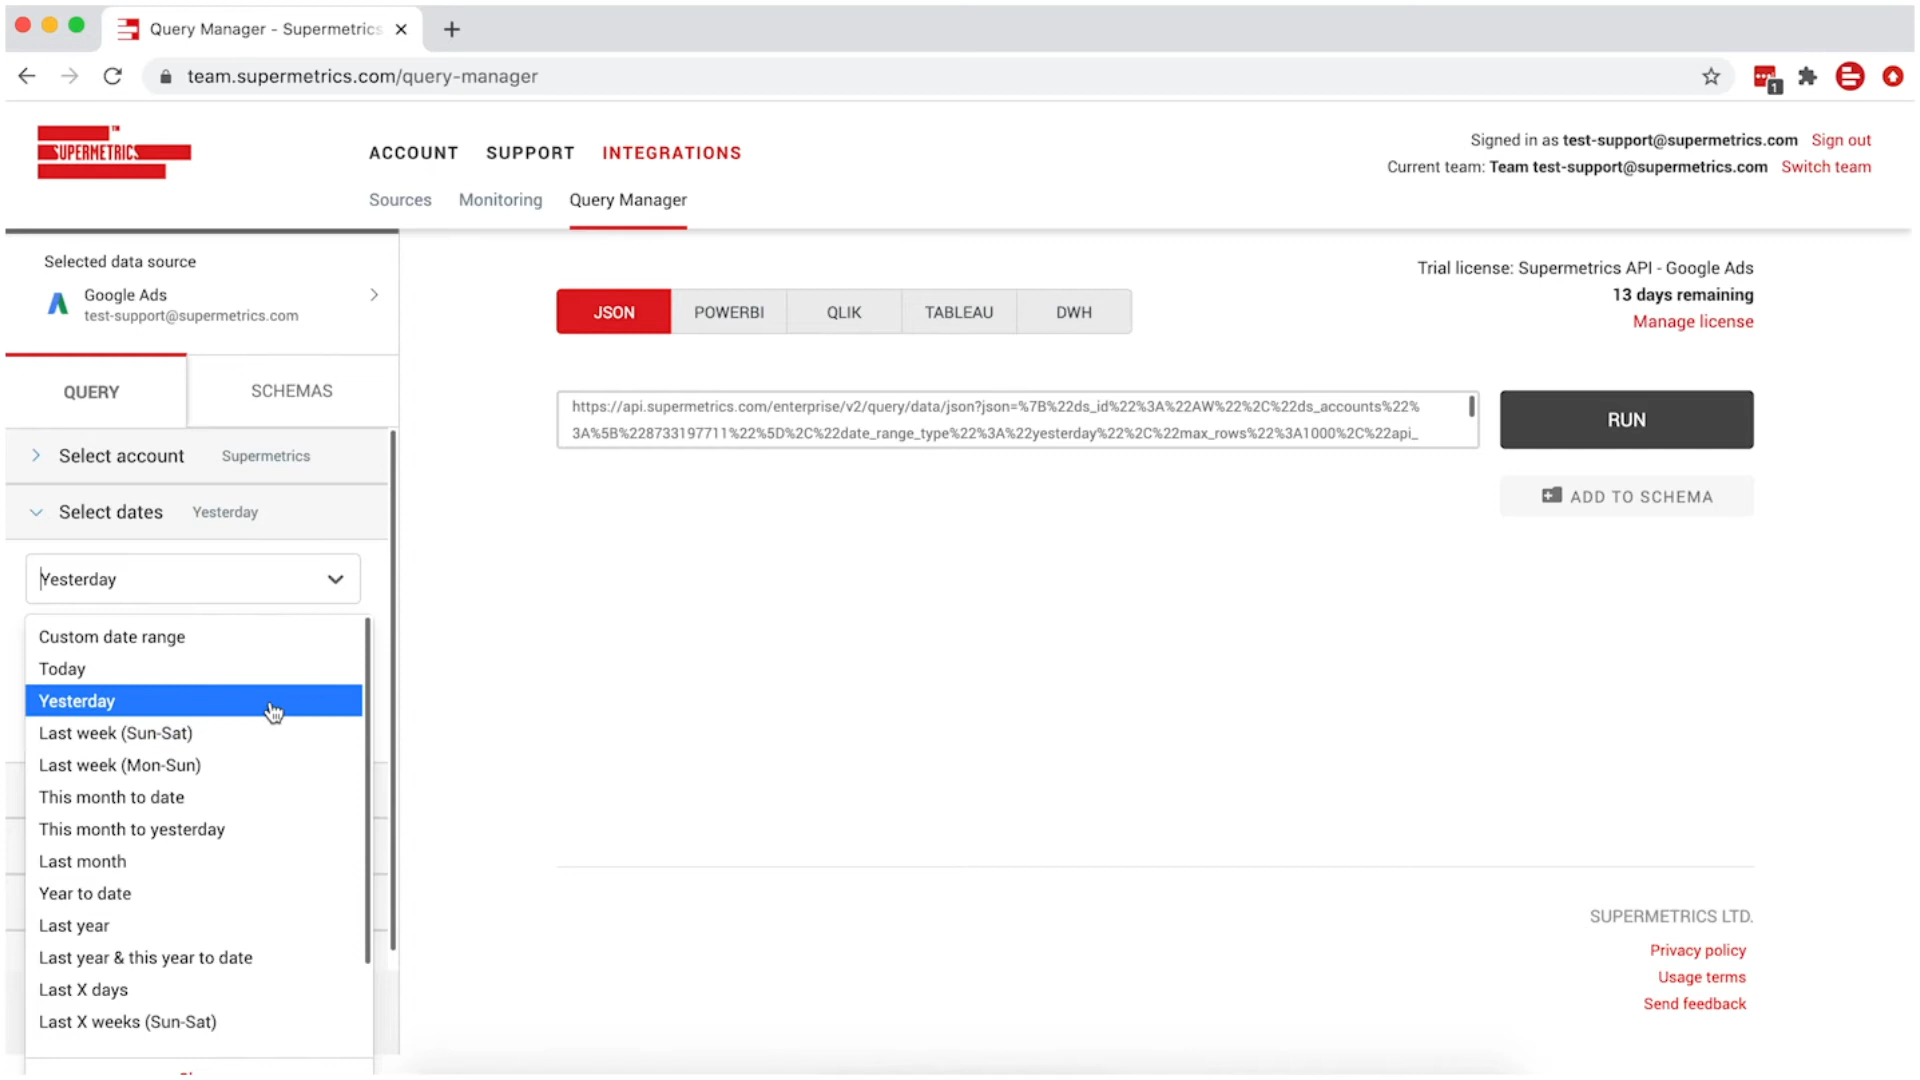 Query Manager - Supermetrics
team.supermetrics.com/query-manager
1
SUPERMETRICS
TM
ACCOUNT SUPPORT INTEGRATIONS
Signed in as test-support@supermetrics.com Sign out
Current team: Team test-support@supermetrics.com Switch team
Sources Monitoring Query Manager
Selected data source
Google Ads
test-support@supermetrics.com
QUERY SCHEMAS
Select account Supermetrics
Select dates Yesterday
Yesterday
Custom date range
Today
Yesterday
Last week (Sun-Sat)
Last week (Mon-Sun)
This month to date
This month to yesterday
Last month
Year to date
Last year
Last year & this year to date
Last X days
Last X weeks (Sun-Sat)
Trial license: Supermetrics API - Google Ads
13 days remaining
Manage license
JSON POWERBI QLIK TABLEAU DWH
https://api.supermetrics.com/enterprise/v2/query/data/json?json=%7B%22ds_id%22%3A%22AW%22%2C%22ds_accounts%22%
3A%5B%228733197711%22%5D%2C%22date_range_type%22%3A%22yesterday%22%2C%22max_rows%22%3A1000%2C%22api_
RUN
ADD TO SCHEMA
SUPERMETRICS LTD.
Privacy policy
Usage terms
Send feedback